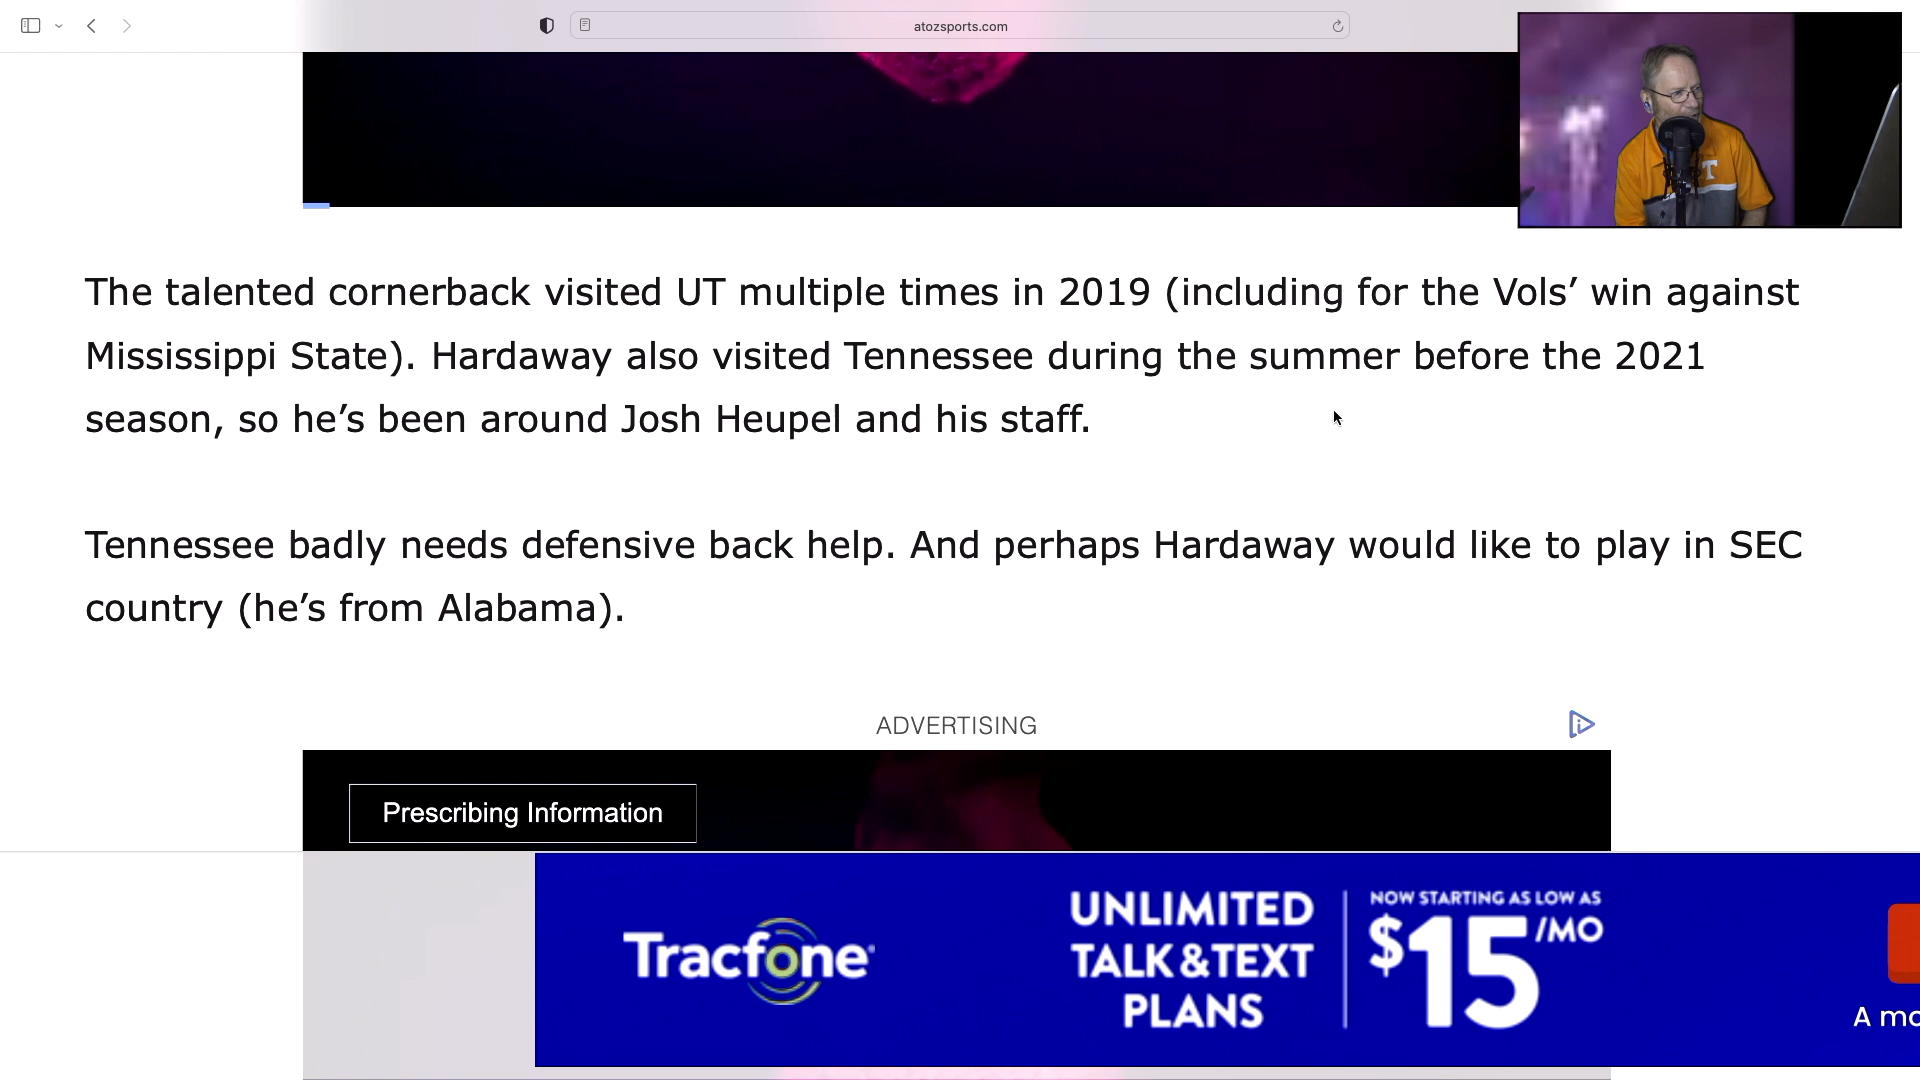 atozsports.com
T
The talented cornerback visited UT multiple times in 2019 (including for the Vols’ win against
Mississippi State). Hardaway also visited Tennessee during the summer before the 2021
season, so he’s been around Josh Heupel and his staff.
Tennessee badly needs defensive back help. And perhaps Hardaway would like to play in SEC
country (he’s from Alabama).
ADVERTISING
Prescribing Information
Tracfone
UNLIMITED
TALK & TEXT
PLANS
NOW STARTING AS LOW AS
$15/MO
A mo